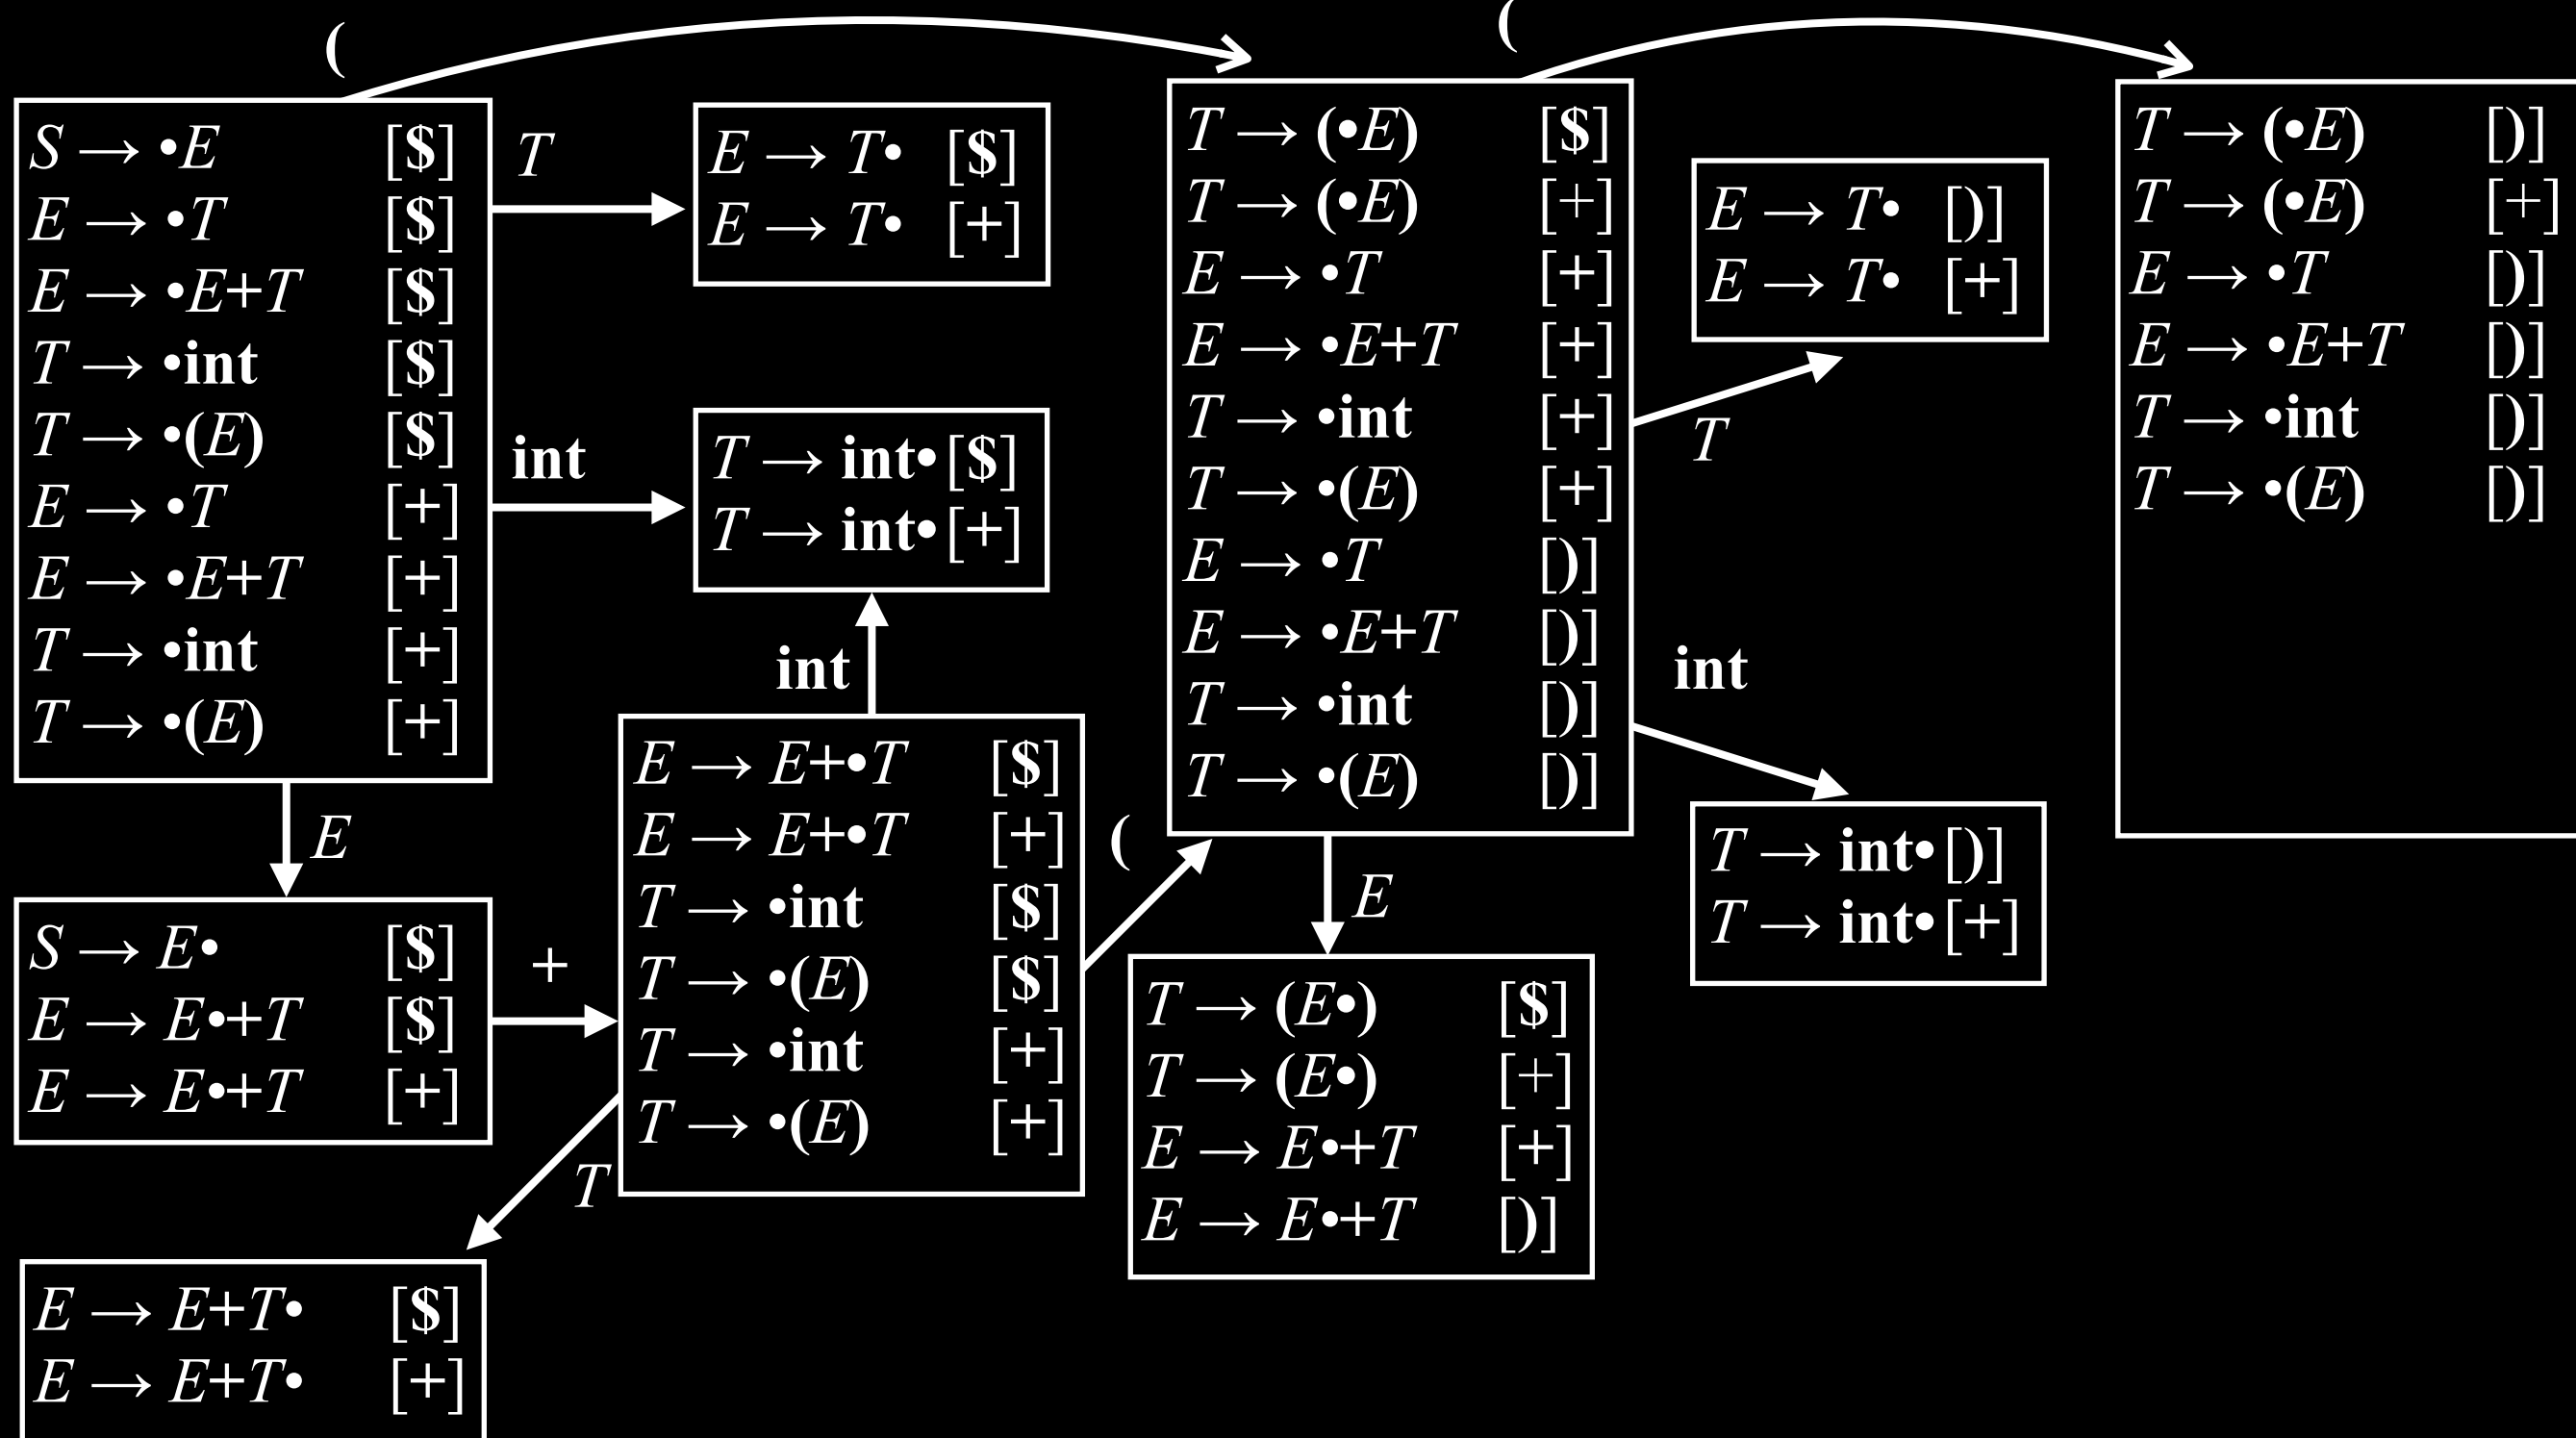 (
(
S → •E [$]
E → •T [$]
E → •E+T [$]
T → •int [$]
T → •(E) [$]
E → •T [+]
E → •E+T [+]
T → •int [+]
T → •(E) [+]
T
E → T• [$]
E → T• [+]
int
T → int• [$]
T → int• [+]
int
E
S → E• [$]
E → E•+T [$]
E → E•+T [+]
+
E → E+•T [$]
E → E+•T [+]
T → •int [$]
T → •(E) [$]
T → •int [+]
T → •(E) [+]
T
E → E+T• [$]
E → E+T• [+]
(
T → (•E) [$]
T → (•E) [+]
E → •T [+]
E → •E+T [+]
T → •int [+]
T → •(E) [+]
E → •T [)]
E → •E+T [)]
T → •int [)]
T → •(E) [)]
E
T → (E•) [$]
T → (E•) [+]
E → E•+T [+]
E → E•+T [)]
T
E → T• [)]
E → T• [+]
int
T → int• [)]
T → int• [+]
T → (•E) [)]
T → (•E) [+]
E → •T [)]
E → •E+T [)]
T → •int [)]
T → •(E) [)]